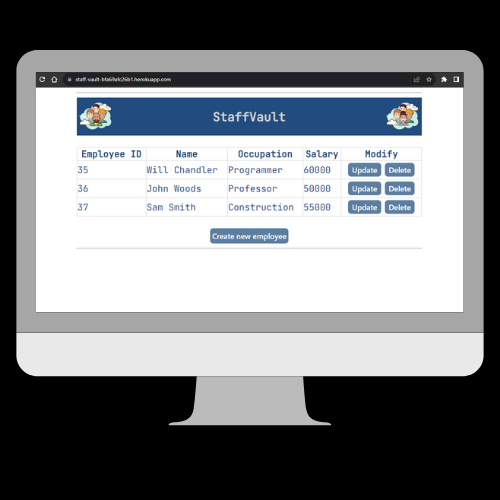 staff-vault-bfa69afc26b1.herokuapp.com
StaffVault
Employee ID Name Occupation Salary Modify
35 Will Chandler Programmer 60000 Update Delete
36 John Woods Professor 50000 Update Delete
37 Sam Smith Construction 55000 Update Delete
Create new employee